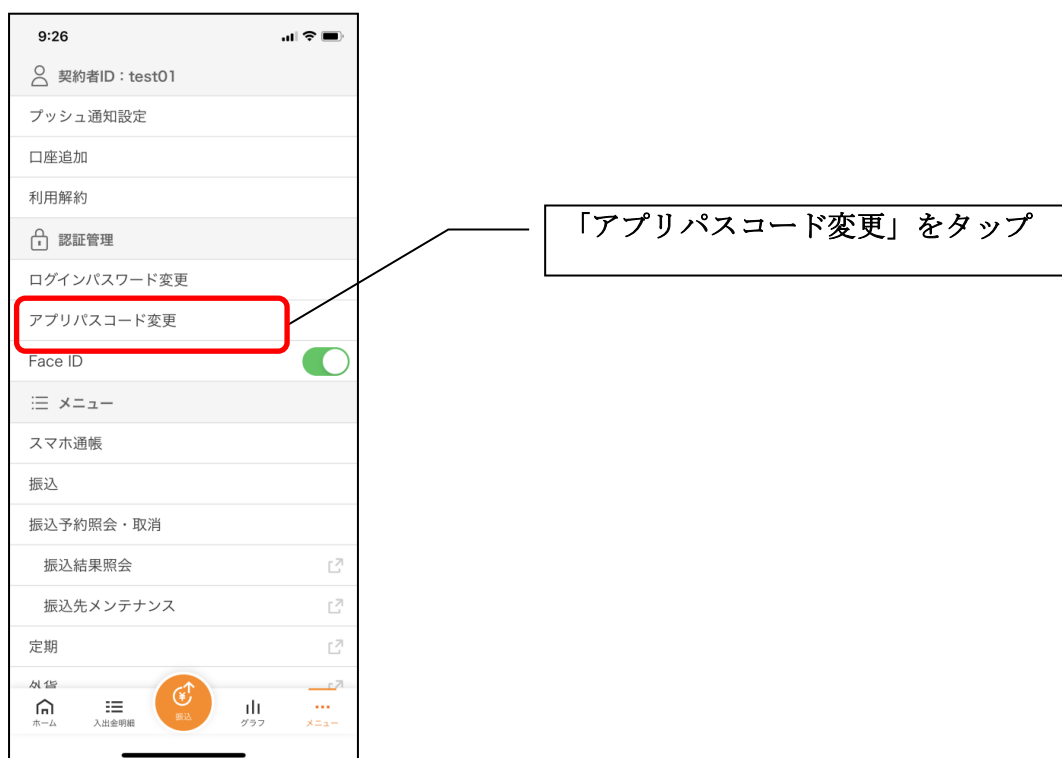 9:26
契約者ID：test01
プッシュ通知設定
口座追加
利用解約
認証管理
ログインパスワード変更
アプリパスコード変更
Face ID
メニュー
スマホ通帳
振込
振込予約照会・取消
振込結果照会
振込先メンテナンス
定期
外貨
ホーム
入出金明細
振込
グラフ
メニュー
「アプリパスコード変更」をタップ